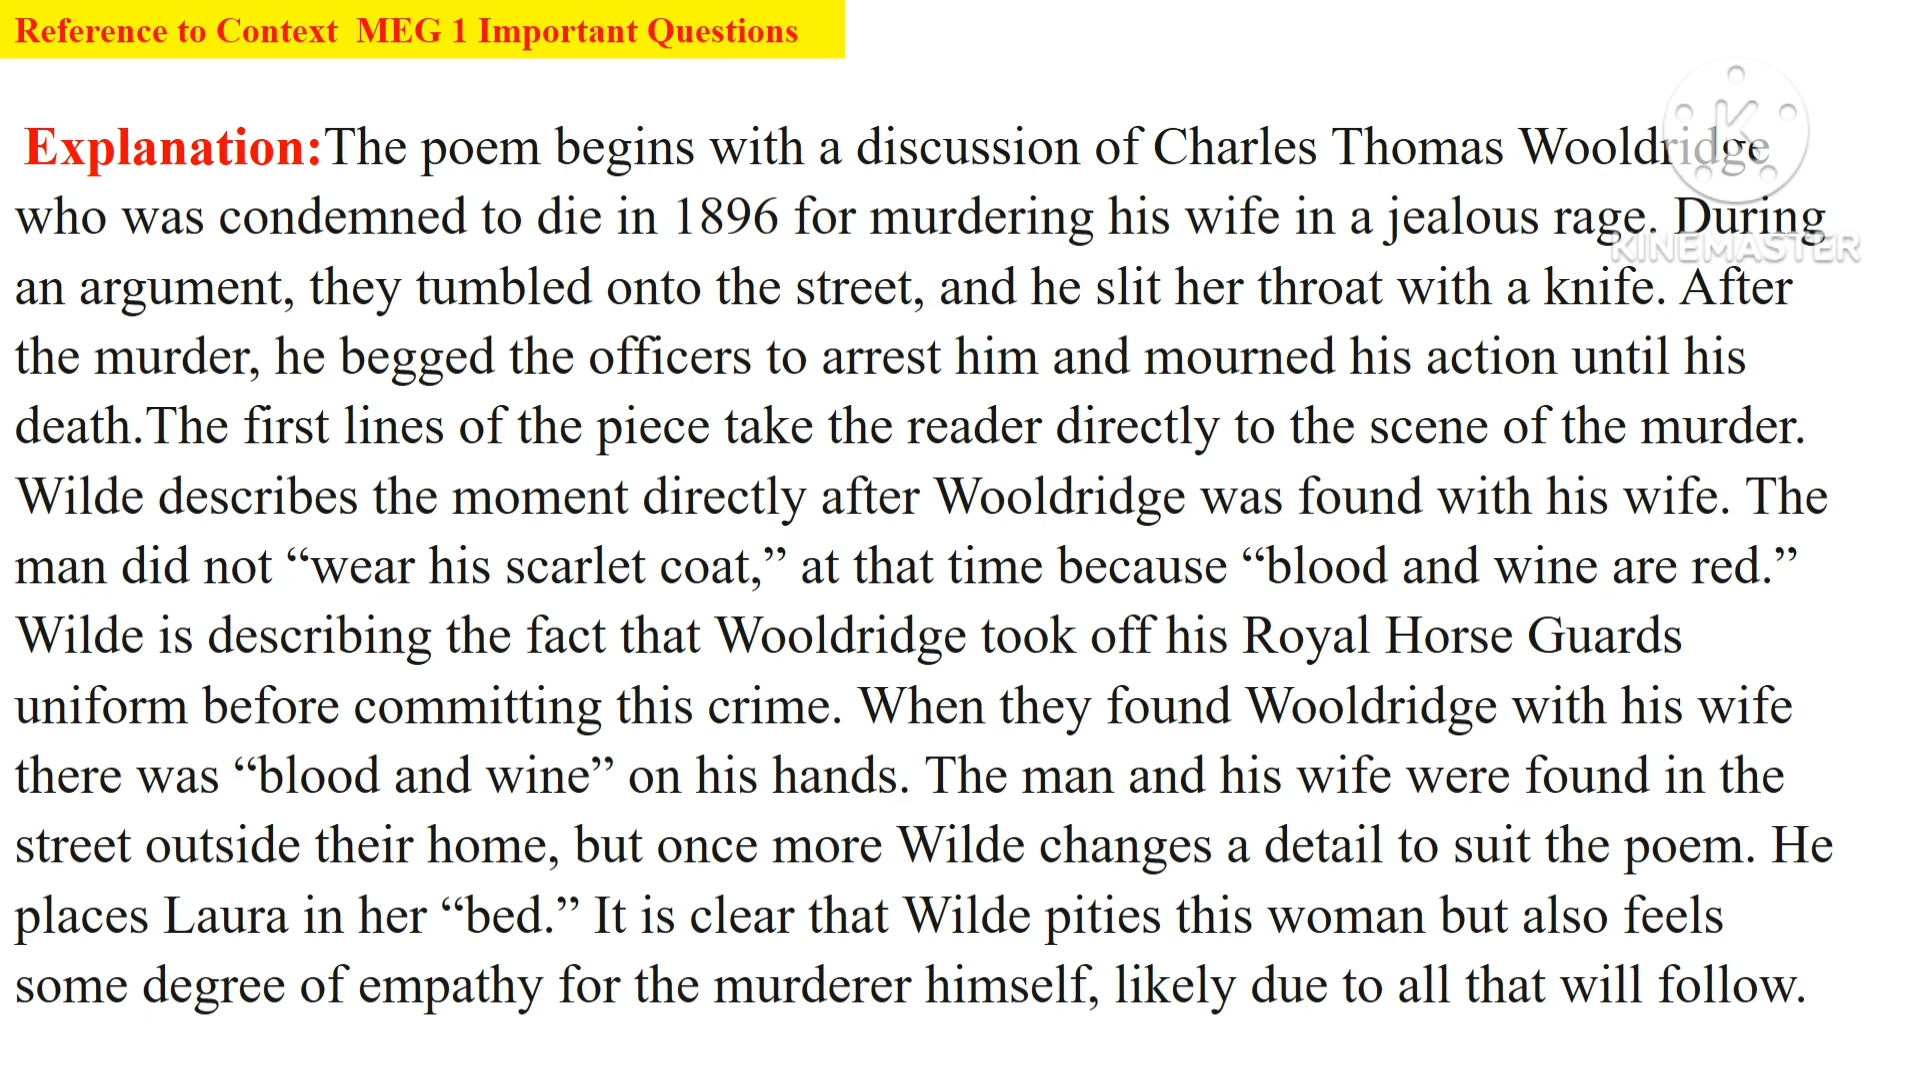 Reference to Context MEG 1 Important Questions
Explanation:The poem begins with a discussion of Charles Thomas Wooldridge
who was condemned to die in 1896 for murdering his wife in a jealous rage. During
KINEMASTER
an argument, they tumbled onto the street, and he slit her throat with a knife. After
the murder, he begged the officers to arrest him and mourned his action until his
death.The first lines of the piece take the reader directly to the scene of the murder.
Wilde describes the moment directly after Wooldridge was found with his wife. The
man did not “wear his scarlet coat,” at that time because “blood and wine are red.”
Wilde is describing the fact that Wooldridge took off his Royal Horse Guards
uniform before committing this crime. When they found Wooldridge with his wife
there was “blood and wine” on his hands. The man and his wife were found in the
street outside their home, but once more Wilde changes a detail to suit the poem. He
places Laura in her “bed.” It is clear that Wilde pities this woman but also feels
some degree of empathy for the murderer himself, likely due to all that will follow.